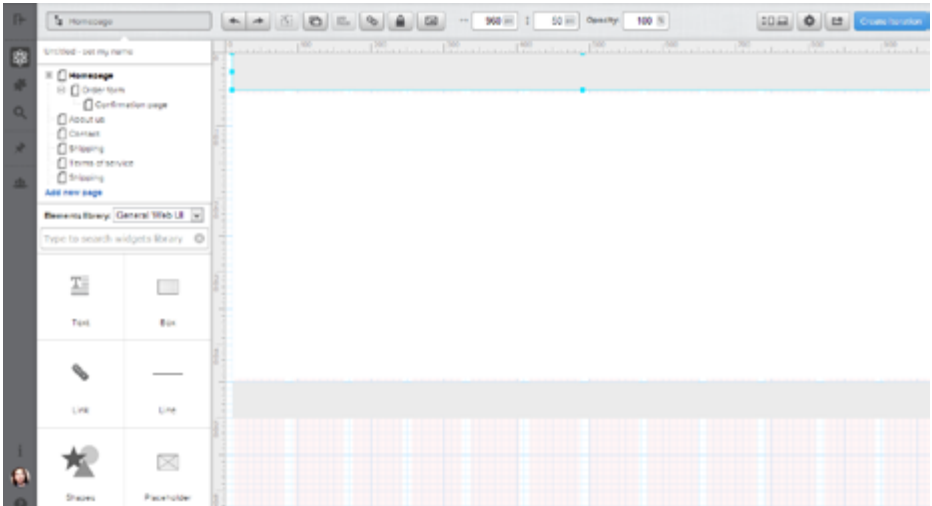 Homepage
960
50
Opacity: 100 %
Create iteration
Untitled - set my name
Homepage
Order form
Confirmation page
About us
Contact
Shipping
Terms of service
Shipping
Add new page
Elements library: General Web UI
Type to search widgets library
Text
Box
Link
Line
Shapes
Placeholder